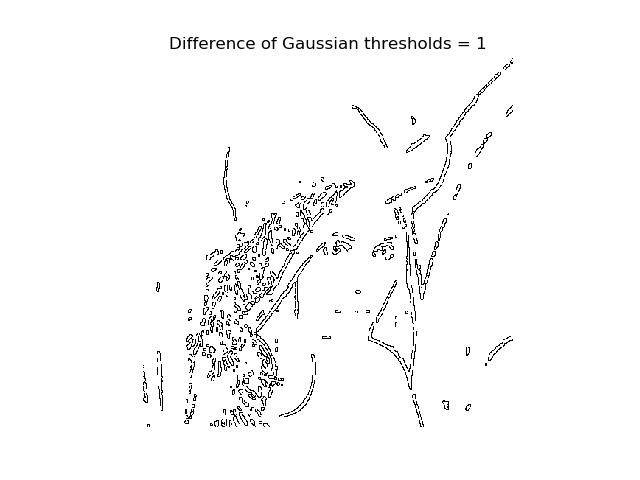 Difference of Gaussian thresholds = 1